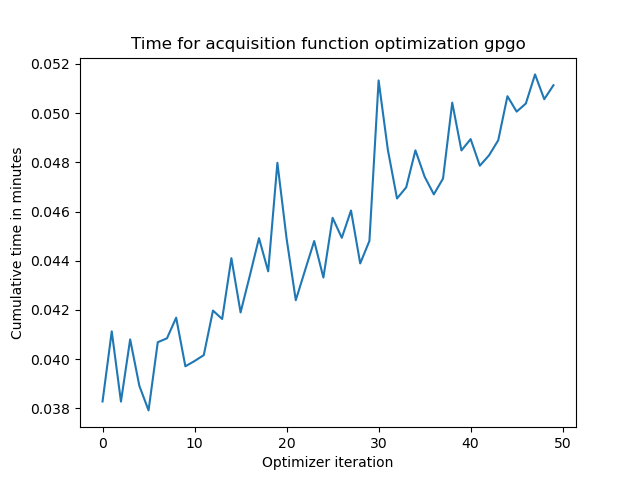 Time for acquisition function optimization gpgo
0.052
0.050
0.048
0.046
0.044
0.042
0.040
0.038
Cumulative time in minutes
0 10 20 30 40 50
Optimizer iteration